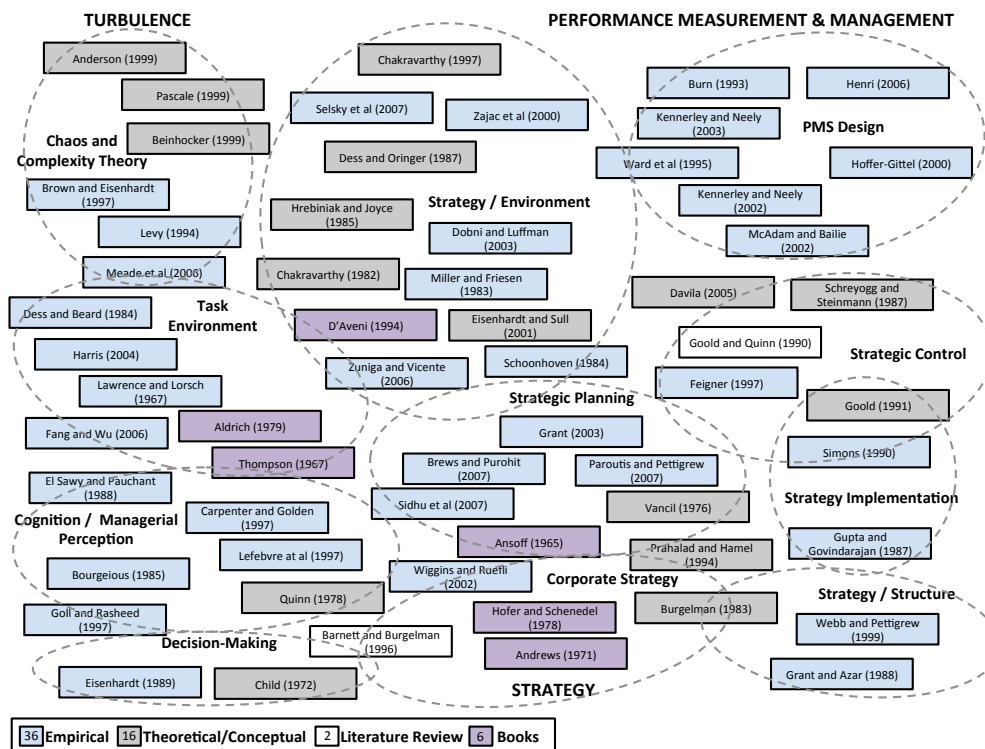 TURBULENCE
PERFORMANCE MEASUREMENT & MANAGEMENT
Anderson (1999)
Pascale (1999)
Beinhocker (1999)
Chaos and
Complexity Theory
Brown and Eisenhardt
(1997)
Levy (1994)
Meade et al (2006)
Chakravarthy (1997)
Selsky et al (2007)
Zajac et al (2000)
Dess and Oringer (1987)
Hrebiniak and Joyce
(1985)
Strategy / Environment
Dobni and Luffman
(2003)
Chakravarthy (1982)
Miller and Friesen
(1983)
D'Aveni (1994)
Eisenhardt and Sull
(2001)
Zuniga and Vicente
(2006)
Schoonhoven (1984)
Burn (1993)
Henri (2006)
Kennerley and Neely
(2003)
PMS Design
Ward et al (1995)
Hoffer-Gittel (2000)
Kennerley and Neely
(2002)
McAdam and Bailie
(2002)
Task
Environment
Dess and Beard (1984)
Harris (2004)
Lawrence and Lorsch
(1967)
Aldrich (1979)
Fang and Wu (2006)
Thompson (1967)
Davila (2005)
Schreyogg and
Steinmann
(1987)
Goold and Quinn (1990)
Strategic Control
Feigner (1997)
Goold (1991)
Simons (1990)
Strategy Implementation
Gupta and
Govindarajan
(1987)
Strategic Planning
Grant (2003)
Brews and Purohit
(2007)
Paroutis and Pettigrew
(2007)
Sidhu et al (2007)
Vancil (1976)
Ansoff (1965)
Prahalad and Hamel
(1994)
El Sawy and Pauchant
(1988)
Cognition / Managerial
Perception
Carpenter and Golden
(1997)
Lefebvre at al (1997)
Bourgeious (1985)
Quinn (1978)
Goll and Rasheed
(1997)
Decision-Making
Barnett and Burgelman
(1996)
Eisenhardt (1989)
Child (1972)
Wiggins and Ruefli
(2002)
Corporate Strategy
Hofer and Schenedel
(1978)
Burgelman (1983)
Andrews (1971)
STRATEGY
Strategy / Structure
Webb and Pettigrew
(1999)
Grant and Azar (1988)
36 Empirical 16 Theoretical/Conceptual 2 Literature Review 6 Books